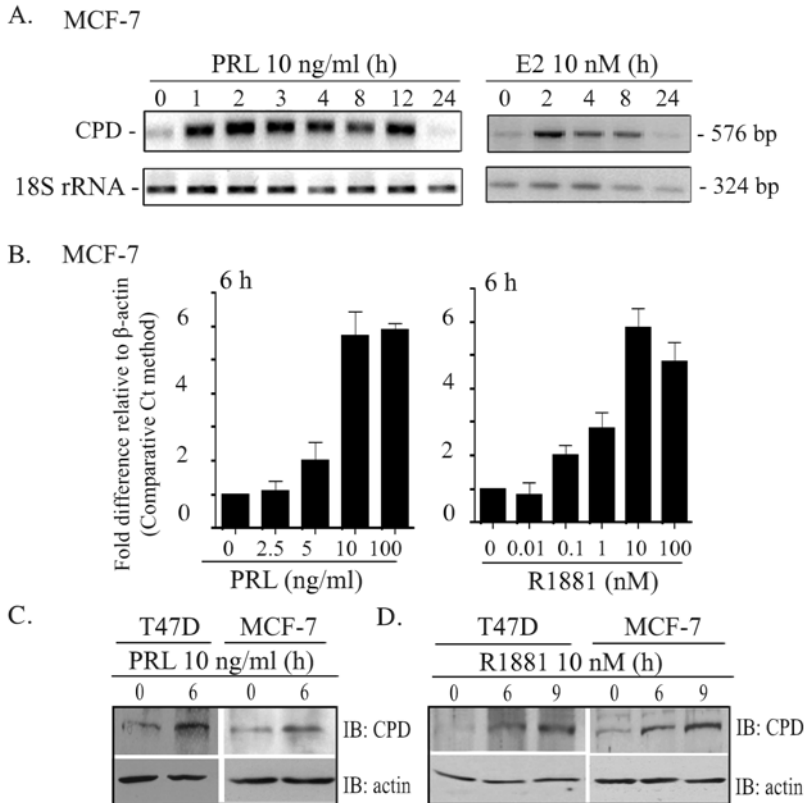 A. MCF-7
PRL 10 ng/ml (h) E2 10 nM (h)
0 1 2 3 4 8 12 24 0 2 4 8 24
CPD - - 576 bp
18S rRNA - - 324 bp
B. MCF-7
Fold difference relative to β-actin
(Comparative Ct method)
6 h 6 h
6 6
4 4
2 2
0 0
0 2.5 5 10 100 0 0.01 0.1 1 10 100
PRL (ng/ml) R1881 (nM)
C. D.
T47D MCF-7 T47D MCF-7
PRL 10 ng/ml (h) R1881 10 nM (h)
0 6 0 6 0 6 9 0 6 9
IB: CPD IB: CPD
IB: actin IB: actin